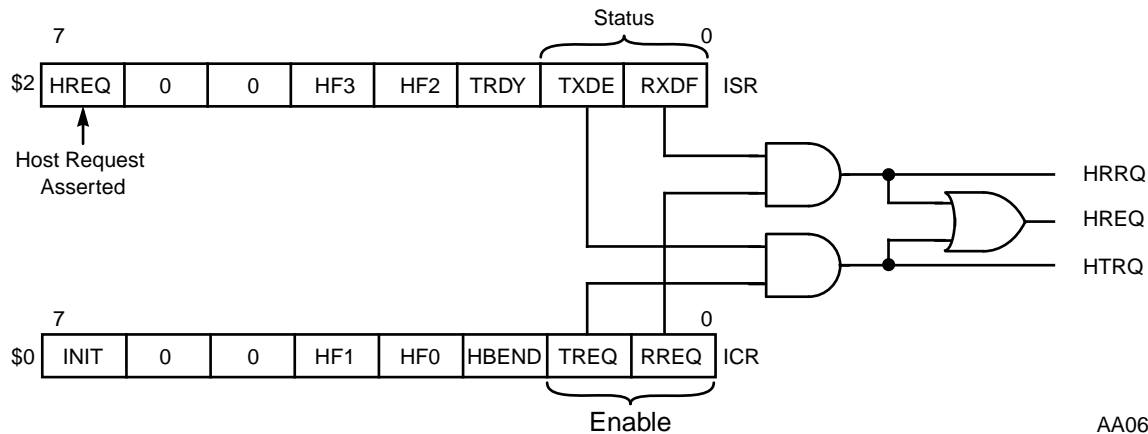 Status
7 0
$2 HREQ 0 0 HF3 HF2 TRDY TXDE RXDF ISR
Host Request
Asserted
HRRQ
HREQ
HTRQ
7 0
$0 INIT 0 0 HF1 HF0 HBEND TREQ RREQ ICR
Enable
AA06